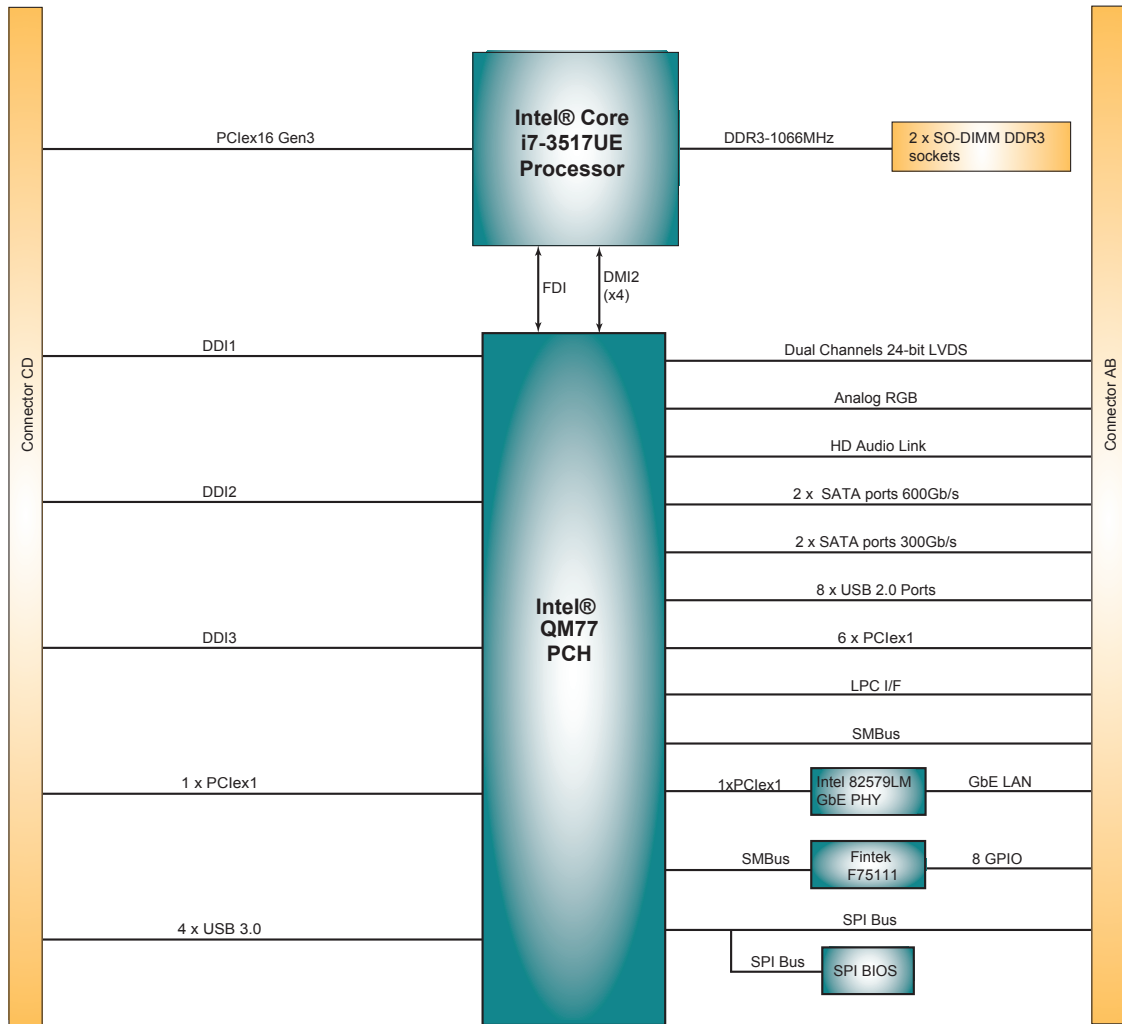 Intel® Core
i7-3517UE
Processor
PCIex16 Gen3
DDR3-1066MHz
2 x SO-DIMM DDR3
sockets
FDI
DMI2
(x4)
Connector CD
Connector AB
DDI1
DDI2
DDI3
1 x PCIex1
4 x USB 3.0
Intel®
QM77
PCH
Dual Channels 24-bit LVDS
Analog RGB
HD Audio Link
2 x SATA ports 600Gb/s
2 x SATA ports 300Gb/s
8 x USB 2.0 Ports
6 x PCIex1
LPC I/F
SMBus
1xPCIex1
Intel 82579LM
GbE PHY
GbE LAN
SMBus
Fintek
F75111
8 GPIO
SPI Bus
SPI Bus
SPI BIOS